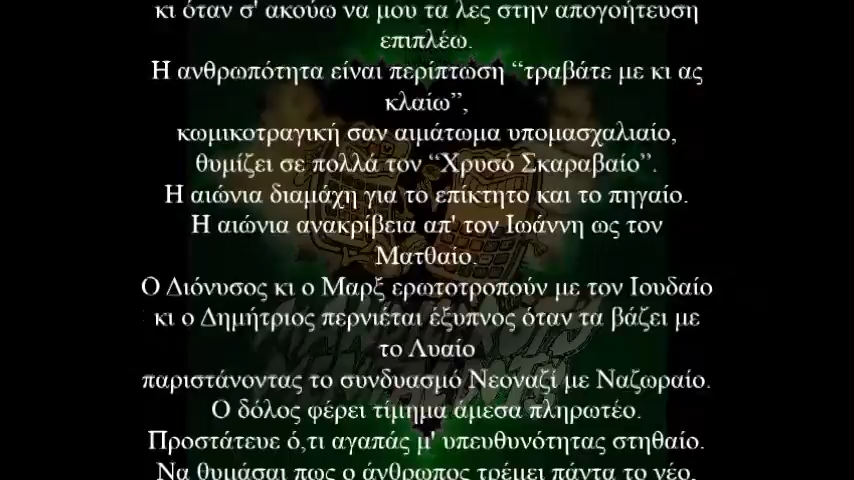 κι όταν σ' ακούω να μου τα λες στην απογοήτευση
επιπλέω.
Η ανθρωπότητα είναι περίπτωση “τραβάτε με κι ας
κλαίω”,
κωμικοτραγική σαν αιμάτωμα υπομασχαλιαίο,
θυμίζει σε πολλά τον “Χρυσό Σκαραβαίο”.
Η αιώνια διαμάχη για το επίκτητο και το πηγαίο.
Η αιώνια ανακρίβεια απ' τον Ιωάννη ως τον
Ματθαίο.
Ο Διόνυσος κι ο Μαρξ ερωτοτροπούν με τον Ιουδαίο
κι ο Δημήτριος περνιέται έξυπνος όταν τα βάζει με
το Λυαίο
παριστάνοντας το συνδυασμό Νεοναζί με Ναζωραίο.
Ο δόλος φέρει τίμημα άμεσα πληρωτέο.
Προστάτευε ό,τι αγαπάς μ' υπευθυνότητας στηθαίο.
Να θυμάσαι πως ο άνθρωπος τρέμει πάντα το νέο,